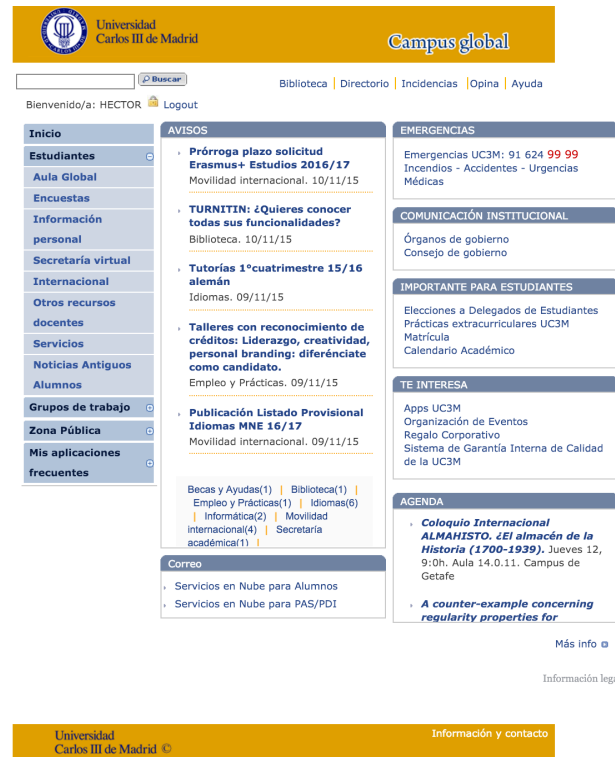 Universidad
Carlos III de Madrid
Campus global
Buscar
Biblioteca | Directorio | Incidencias | Opina | Ayuda
Bienvenido/a: HECTOR Logout
Inicio
Estudiantes
Aula Global
Encuestas
Información
personal
Secretaría virtual
Internacional
Otros recursos
docentes
Servicios
Noticias Antiguos
Alumnos
Grupos de trabajo
Zona Pública
Mis aplicaciones
frecuentes
AVISOS
Prórroga plazo solicitud
Erasmus+ Estudios 2016/17
Movilidad internacional. 10/11/15
TURNITIN: ¿Quieres conocer
todas sus funcionalidades?
Biblioteca. 10/11/15
Tutorías 1°cuatrimestre 15/16
alemán
Idiomas. 09/11/15
Talleres con reconocimiento de
créditos: Liderazgo, creatividad,
personal branding: diferénciate
como candidato.
Empleo y Prácticas. 09/11/15
Publicación Listado Provisional
Idiomas MNE 16/17
Movilidad internacional. 09/11/15
Becas y Ayudas(1) | Biblioteca(1) |
Empleo y Prácticas(1) | Idiomas(6)
| Informática(2) | Movilidad
internacional(4) | Secretaría
académica(1) |
Correo
Servicios en Nube para Alumnos
Servicios en Nube para PAS/PDI
EMERGENCIAS
Emergencias UC3M: 91 624 99 99
Incendios - Accidentes - Urgencias
Médicas
COMUNICACIÓN INSTITUCIONAL
Órganos de gobierno
Consejo de gobierno
IMPORTANTE PARA ESTUDIANTES
Elecciones a Delegados de Estudiantes
Prácticas extracurriculares UC3M
Matrícula
Calendario Académico
TE INTERESA
Apps UC3M
Organización de Eventos
Regalo Corporativo
Sistema de Garantía Interna de Calidad
de la UC3M
AGENDA
Coloquio Internacional
ALMAHISTO. ¿El almacén de la
Historia (1700-1939). Jueves 12,
9:0h. Aula 14.0.11. Campus de
Getafe
A counter-example concerning
regularity properties for
Más info
Información lega
Universidad
Carlos III de Madrid ©
Información y contacto